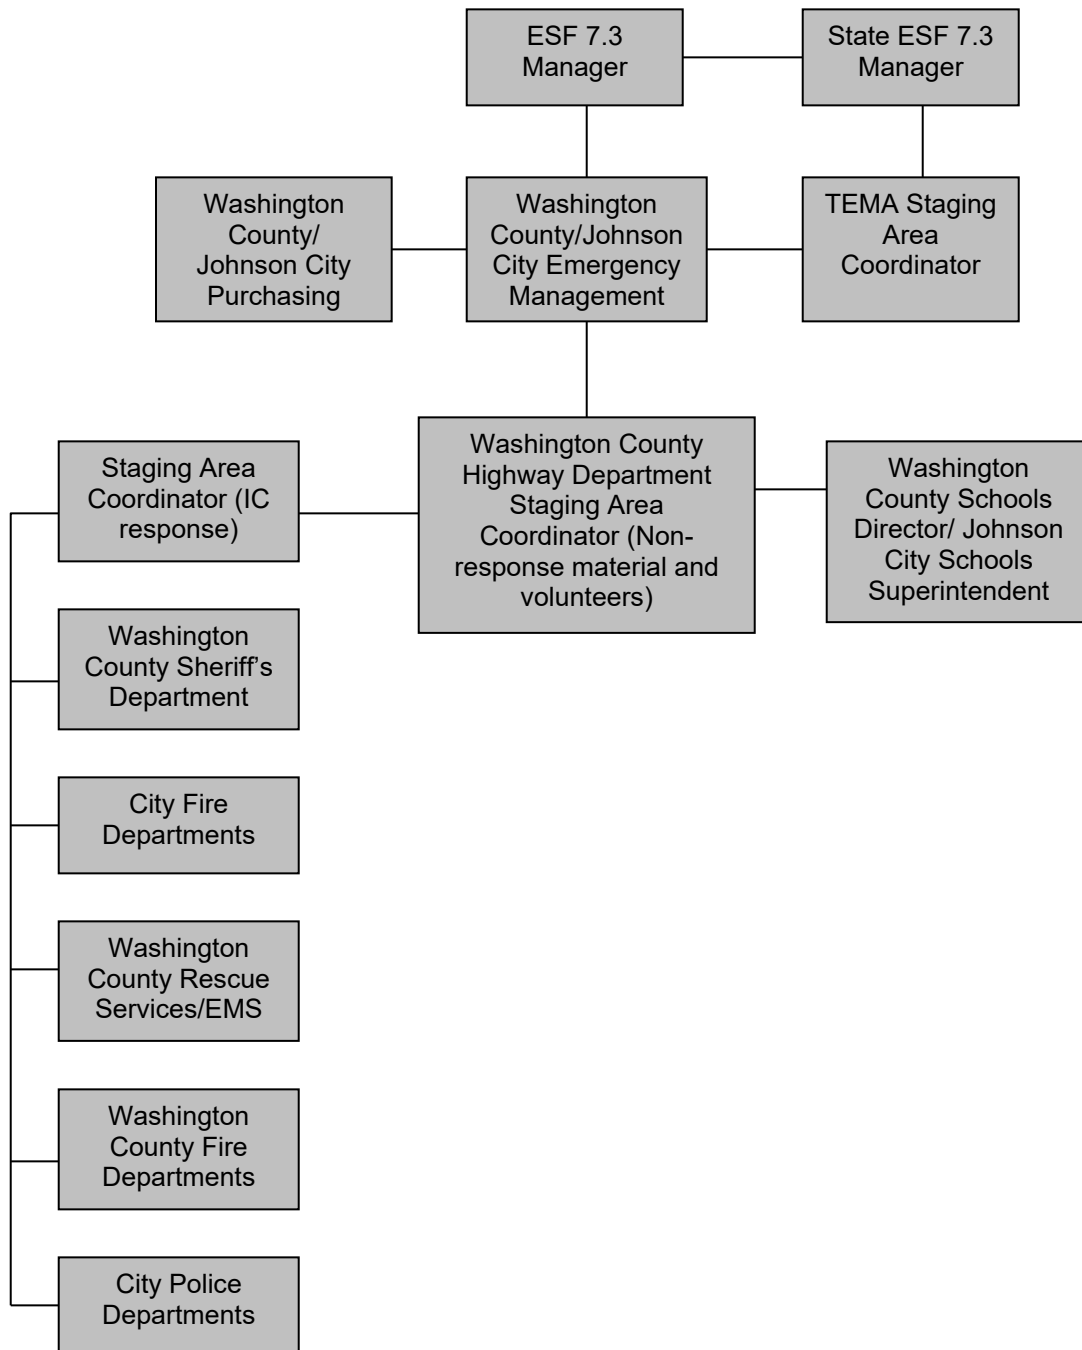 ESF 7.3
Manager
State ESF 7.3
Manager
Washington
County/
Johnson City
Purchasing
Washington
County/Johnson
City Emergency
Management
TEMA Staging
Area
Coordinator
Staging Area
Coordinator (IC
response)
Washington County
Highway Department
Staging Area
Coordinator (Non-
response material and
volunteers)
Washington
County Schools
Director/ Johnson
City Schools
Superintendent
Washington
County Sheriff’s
Department
City Fire
Departments
Washington
County Rescue
Services/EMS
Washington
County Fire
Departments
City Police
Departments